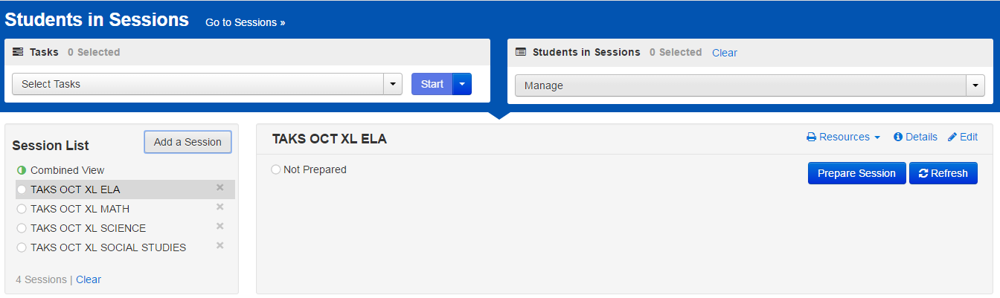 Students in Sessions Go to Sessions »
Tasks 0 Selected
Select Tasks Start
Students in Sessions 0 Selected Clear
Manage
Session List Add a Session
Combined View
TAKS OCT XL ELA
TAKS OCT XL MATH
TAKS OCT XL SCIENCE
TAKS OCT XL SOCIAL STUDIES
4 Sessions | Clear
TAKS OCT XL ELA Resources Details Edit
Not Prepared Prepare Session Refresh